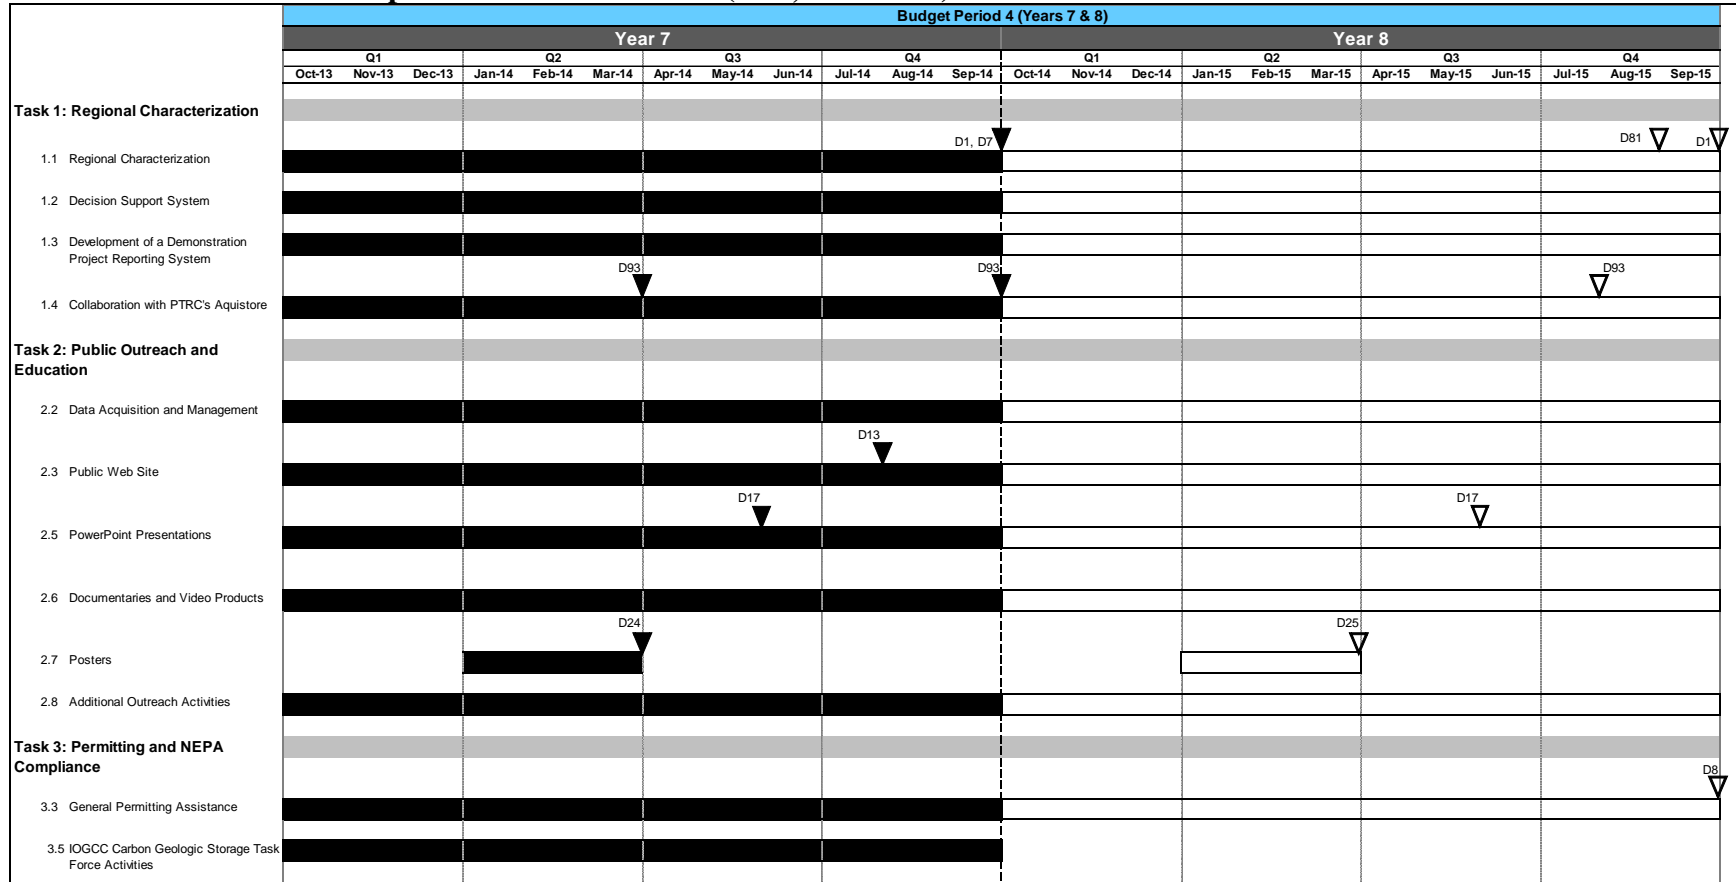 Budget Period 4 (Years 7 & 8)
Year 7 Year 8
Q1 Q2 Q3 Q4 Q1 Q2 Q3 Q4
Oct-13 Nov-13 Dec-13 Jan-14 Feb-14 Mar-14 Apr-14 May-14 Jun-14 Jul-14 Aug-14 Sep-14 Oct-14 Nov-14 Dec-14 Jan-15 Feb-15 Mar-15 Apr-15 May-15 Jun-15 Jul-15 Aug-15 Sep-15
Task 1: Regional Characterization
D1, D7 D81 D1
1.1 Regional Characterization
1.2 Decision Support System
1.3 Development of a Demonstration
Project Reporting System
D93 D93 D93
1.4 Collaboration with PTRC's Aquistore
Task 2: Public Outreach and
Education
2.2 Data Acquisition and Management
D13
2.3 Public Web Site
D17 D17
2.5 PowerPoint Presentations
2.6 Documentaries and Video Products
D24 D25
2.7 Posters
2.8 Additional Outreach Activities
Task 3: Permitting and NEPA
Compliance
D8
3.3 General Permitting Assistance
3.5 IOGCC Carbon Geologic Storage Task
Force Activities